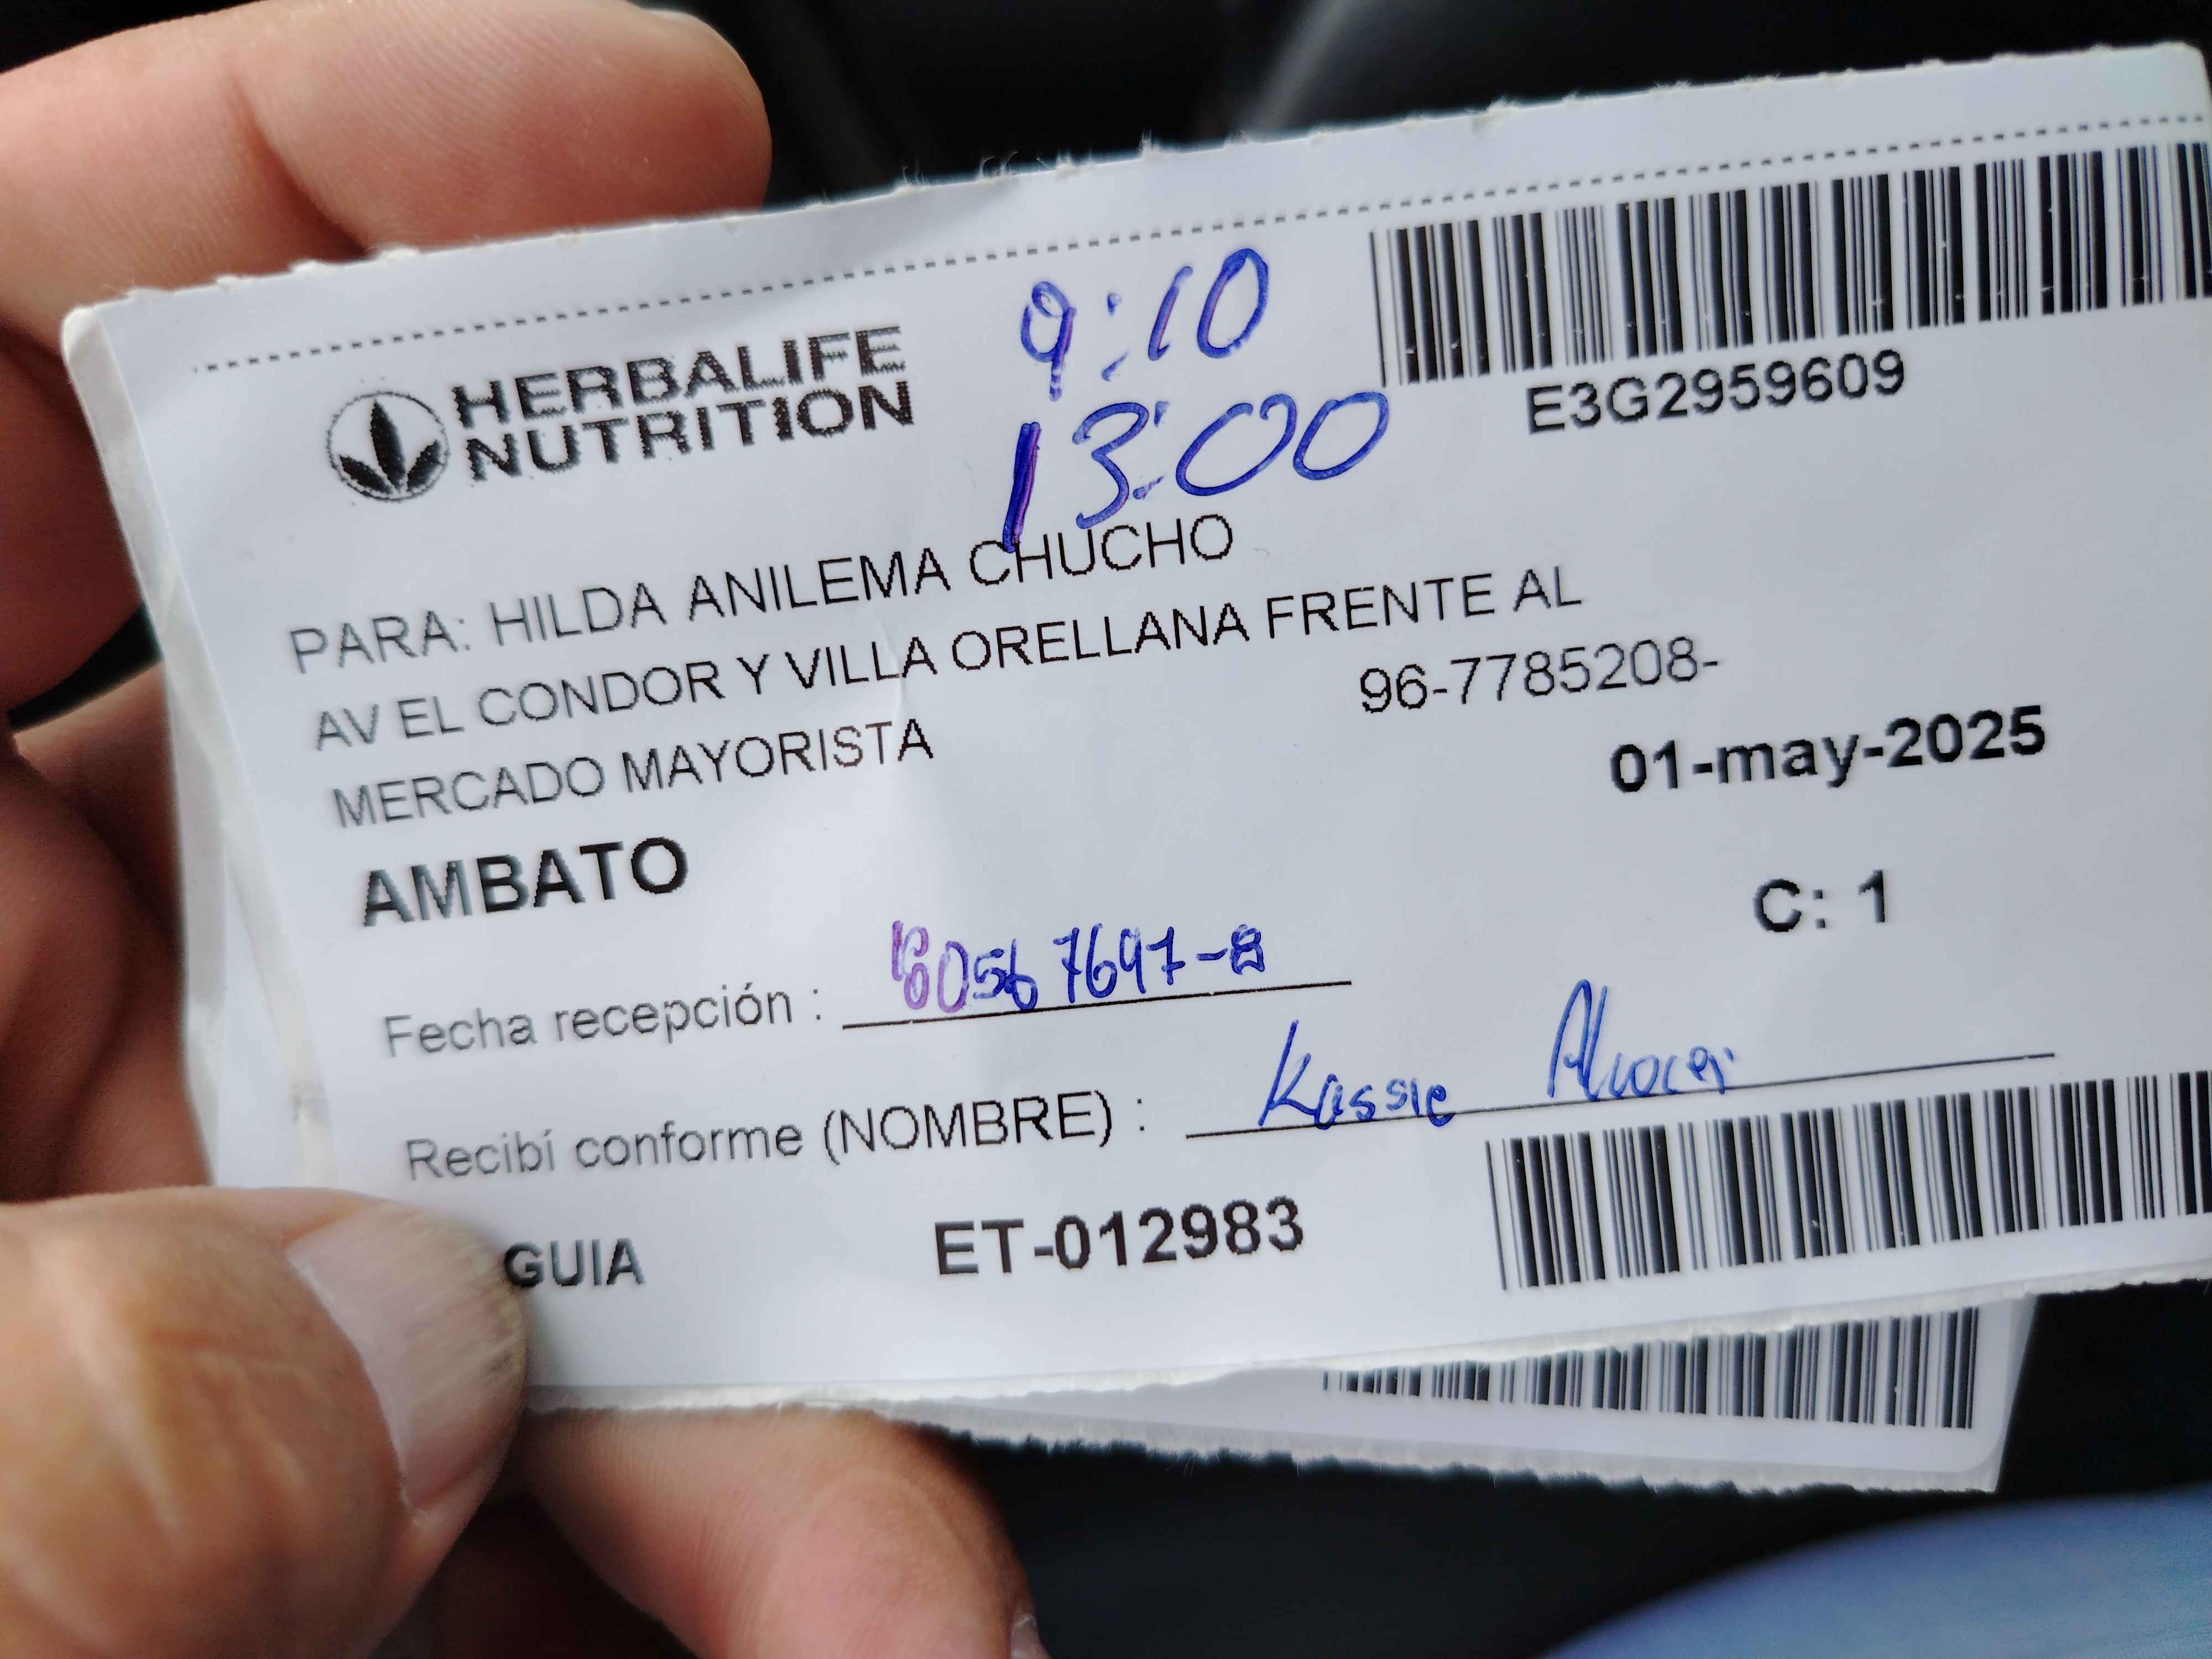 HERBALIFE
NUTRITION
9:10
13:00
E3G2959609
PARA: HILDA ANILEMA CHUCHO
AV EL CONDOR Y VILLA ORELLANA FRENTE AL
MERCADO MAYORISTA
96-7785208-
01-may-2025
AMBATO
C: 1
Fecha recepción :
Recibí conforme (NOMBRE) : Kassie
GUIA ET-012983